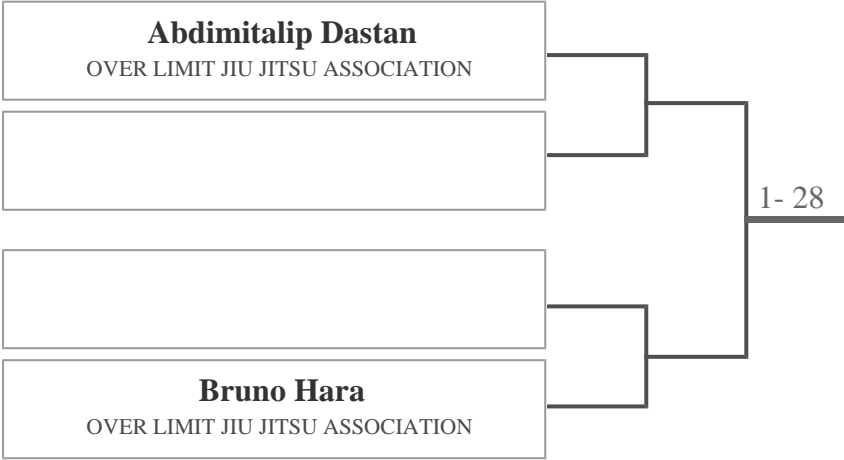 Abdimitalip Dastan
OVER LIMIT JIU JITSU ASSOCIATION
1- 28
Bruno Hara
OVER LIMIT JIU JITSU ASSOCIATION